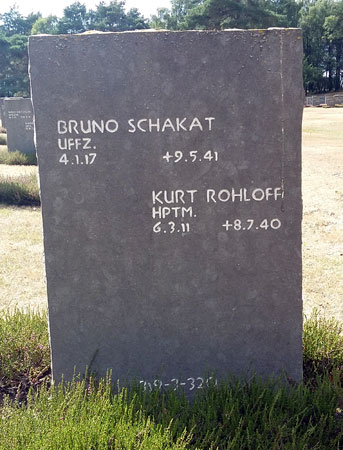 BRUNO SCHAKAT
UFFZ.
4.1.17 +9.5.41
KURT ROHLOFF
HPTM.
6.3.11 +8.7.40